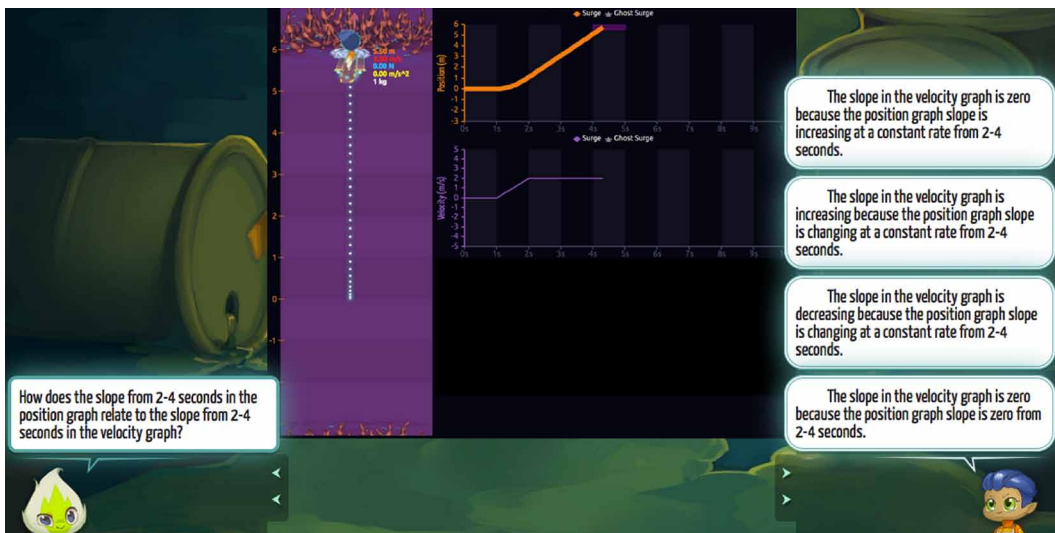 Surge Ghost Surge
Position (m)
6
5
4
3
2
1
0
-1
-2
-3
0s 1s 2s 3s 4s 5s 6s 7s 8s 9s
6
5
4
3
2
1
0
-1
0.00 N
0.00 m/s^2
1 kg
Surge Ghost Surge
Velocity (m/s)
5
4
3
2
1
0
-1
-2
-3
-4
-5
0s 1s 2s 3s 4s 5s 6s 7s 8s 9s
The slope in the velocity graph is zero
because the position graph slope is
increasing at a constant rate from 2-4
seconds.
The slope in the velocity graph is
increasing because the position graph slope
is changing at a constant rate from 2-4
seconds.
The slope in the velocity graph is
decreasing because the position graph slope
is changing at a constant rate from 2-4
seconds.
The slope in the velocity graph is zero
because the position graph slope is zero from
2-4 seconds.
How does the slope from 2-4 seconds in the
position graph relate to the slope from 2-4
seconds in the velocity graph?